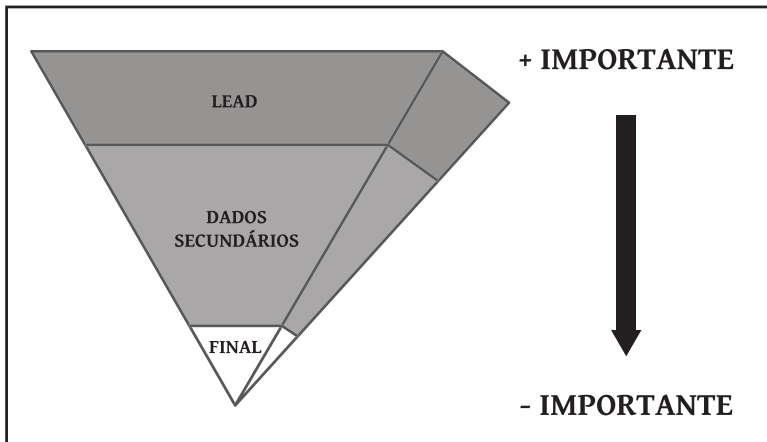 + IMPORTANTE
LEAD
DADOS
SECUNDÁRIOS
FINAL
- IMPORTANTE